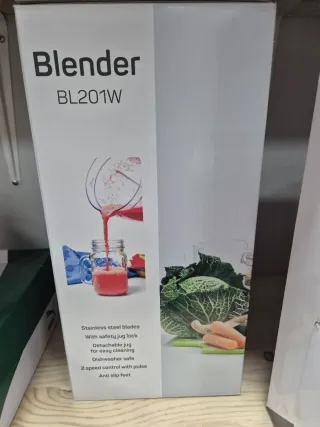 Blender
BL201W
Stainless steel blades
With safety jug lock
Detachable jug
for easy cleaning
Dishwasher safe
2 speed control with pulse
Anti slip feet